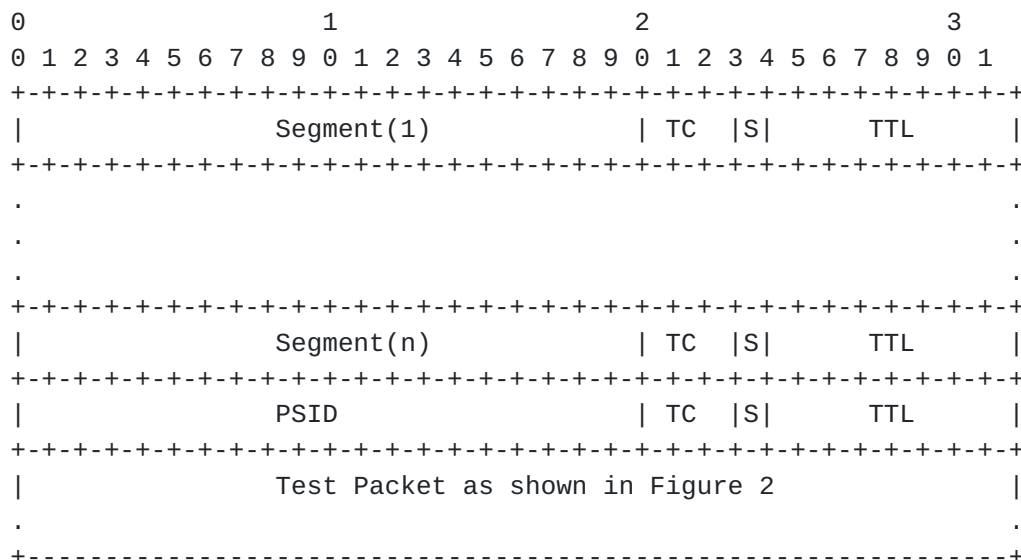 0                   1                   2                   3
0 1 2 3 4 5 6 7 8 9 0 1 2 3 4 5 6 7 8 9 0 1 2 3 4 5 6 7 8 9 0 1
+-+-+-+-+-+-+-+-+-+-+-+-+-+-+-+-+-+-+-+-+-+-+-+-+-+-+-+-+-+-+-+-+
|                Segment(1)             | TC  |S|      TTL      |
+-+-+-+-+-+-+-+-+-+-+-+-+-+-+-+-+-+-+-+-+-+-+-+-+-+-+-+-+-+-+-+-+
.                                                               .
.                                                               .
.                                                               .
+-+-+-+-+-+-+-+-+-+-+-+-+-+-+-+-+-+-+-+-+-+-+-+-+-+-+-+-+-+-+-+-+
|                Segment(n)             | TC  |S|      TTL      |
+-+-+-+-+-+-+-+-+-+-+-+-+-+-+-+-+-+-+-+-+-+-+-+-+-+-+-+-+-+-+-+-+
|                PSID                   | TC  |S|      TTL      |
+-+-+-+-+-+-+-+-+-+-+-+-+-+-+-+-+-+-+-+-+-+-+-+-+-+-+-+-+-+-+-+-+
|                Test Packet as shown in Figure 2               |
.                                                               .
+---------------------------------------------------------------+